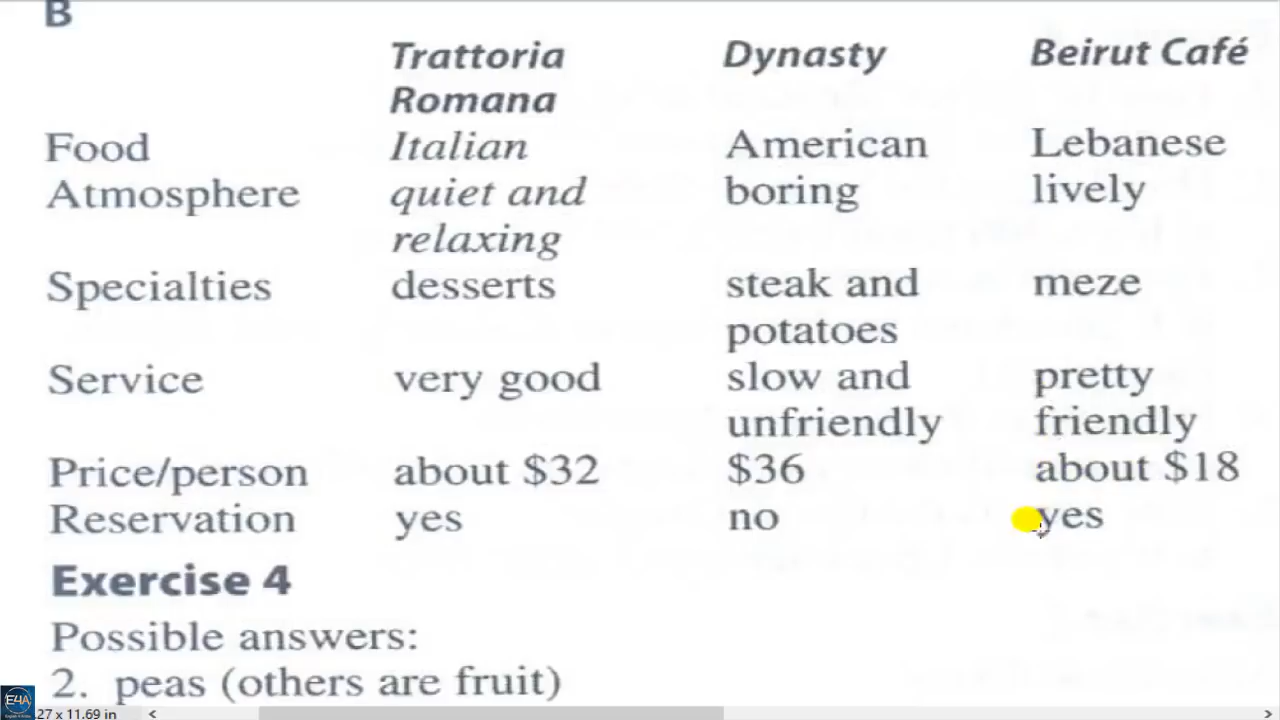 B
Trattoria Dynasty Beirut Café
Romana
Food Italian American Lebanese
Atmosphere quiet and boring lively
relaxing
Specialties desserts steak and meze
potatoes
Service very good slow and pretty
unfriendly friendly
Price/person about $32 $36 about $18
Reservation yes no yes
Exercise 4
Possible answers:
2. peas (others are fruit)
E4A
27 x 11.69 in